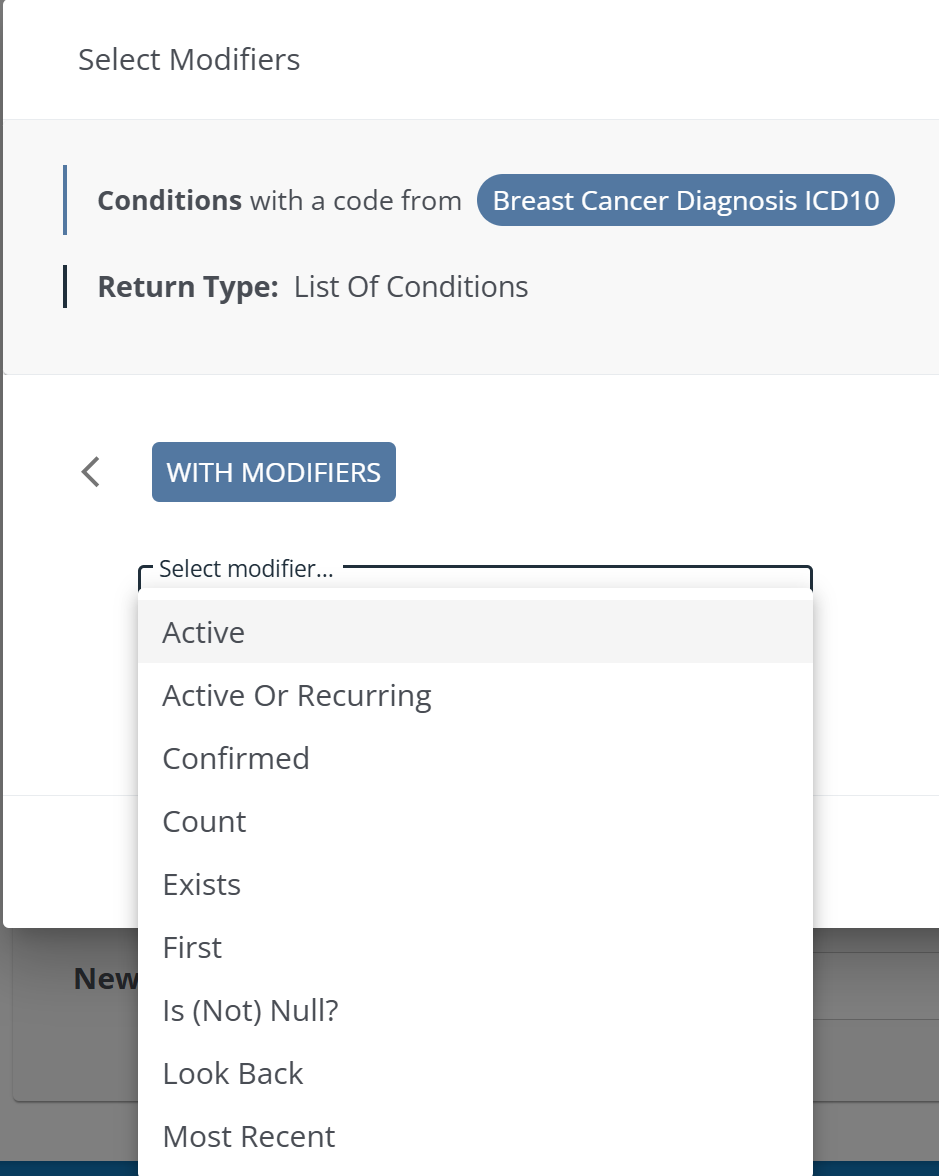 Select Modifiers
Conditions with a code from Breast Cancer Diagnosis ICD10
Return Type: List Of Conditions
WITH MODIFIERS
Select modifier...
Active
Active Or Recurring
Confirmed
Count
Exists
First
New
Is (Not) Null?
Look Back
Most Recent